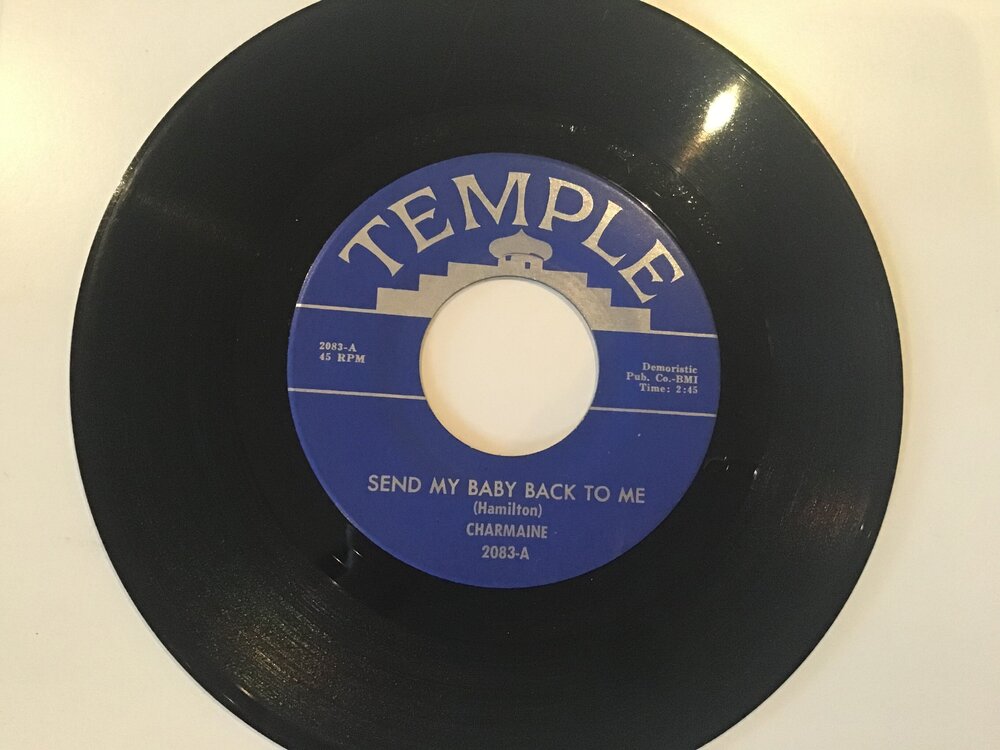 TEMPLE
2083-A
45 RPM
Demoristic
Pub. Co.-BMI
Time: 2:45
SEND MY BABY BACK TO ME
(Hamilton)
CHARMAINE
2083-A